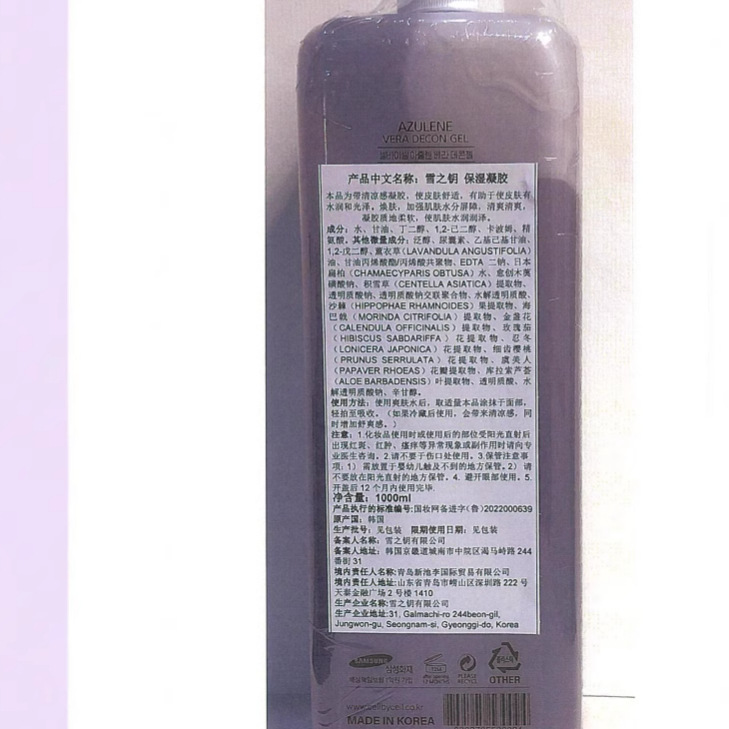 AZULENE
VERA DECON GEL
셀바이셀 아줄렌 베라 데콘젤
产品中文名称：雪之钥 保湿凝胶
本品为带清凉感凝胶，使皮肤舒适，有助于使皮肤有
水润和光泽。焕肤，加强肌肤水分屏障，清爽清爽，
凝胶质地柔软，使肌肤水润润泽。
成分：水、甘油、丁二醇、1,2-己二醇、卡波姆、精
氨酸。其他微量成分：泛醇、尿囊素、乙基己基甘油、
1,2-戊二醇、薰衣草(LAVANDULA ANGUSTIFOLIA)
油、甘油丙烯酸酯/丙烯酸共聚物、EDTA 二钠、日本
扁柏（CHAMAECYPARIS OBTUSA）水、愈创木薁
磺酸钠、积雪草（CENTELLA ASIATICA）提取物、
透明质酸钠、透明质酸钠交联聚合物、水解透明质酸、
沙棘（HIPPOPHAE RHAMNOIDES）果提取物、海
巴戟（MORINDA CITRIFOLIA）提取物、金盏花
（CALENDULA OFFICINALIS）提取物、玫瑰茄
（HIBISCUS SABDARIFFA）花提取物、忍冬
（LONICERA JAPONICA）花提取物、细齿樱桃
（PRUNUS SERRULATA）花提取物、虞美人
（PAPAVER RHOEAS）花瓣提取物、库拉索芦荟
（ALOE BARBADENSIS）叶提取物、透明质酸、水
解透明质酸钠、辛甘醇。
使用方法：使用爽肤水后，取适量本品涂抹于面部，
轻拍至吸收。（如果冷藏后使用，会带来清凉感，同
时增加舒爽感。）
注意：1.化妆品使用时或使用后的部位受阳光直射后
出现红斑、红肿、瘙痒等异常现象或副作用时请向专
业医生咨询。2.请不要于伤口处使用。3.保管注意事
项：1）需放置于婴幼儿触及不到的地方保管。2）请
不要放在阳光直射的地方保管。4. 避开眼部使用。5.
开盖后 12 个月内使用完毕.
净含量：1000ml
产品执行的标准编号:国妆网备进字(鲁)2022000639
原产国：韩国
生产批号：见包装 限期使用日期：见包装
备案人名称：雪之钥有限公司
备案人地址：韩国京畿道城南市中院区渴马岭路 244
番街 31
境内责任人名称:青岛新池李国际贸易有限公司
境内责任人地址:山东省青岛市崂山区深圳路 222 号
天泰金融广场 2 号楼 1410
生产企业名称:雪之钥有限公司
生产企业地址:31, Galmachi-ro 244beon-gil,
Jungwon-gu, Seongnam-si, Gyeonggi-do, Korea
SAMSUNG
삼성화재
PLEASE
RECYCLE
플라스틱
OTHER
www.cellbycell.co.kr
MADE IN KOREA